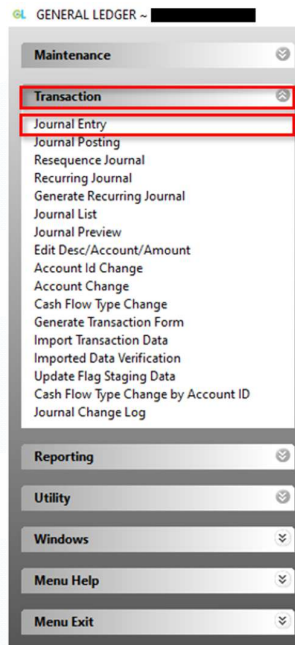 GL GENERAL LEDGER ~
Maintenance
Transaction
Journal Entry
Journal Posting
Resequence Journal
Recurring Journal
Generate Recurring Journal
Journal List
Journal Preview
Edit Desc/Account/Amount
Account Id Change
Account Change
Cash Flow Type Change
Generate Transaction Form
Import Transaction Data
Imported Data Verification
Update Flag Staging Data
Cash Flow Type Change by Account ID
Journal Change Log
Reporting
Utility
Windows
Menu Help
Menu Exit